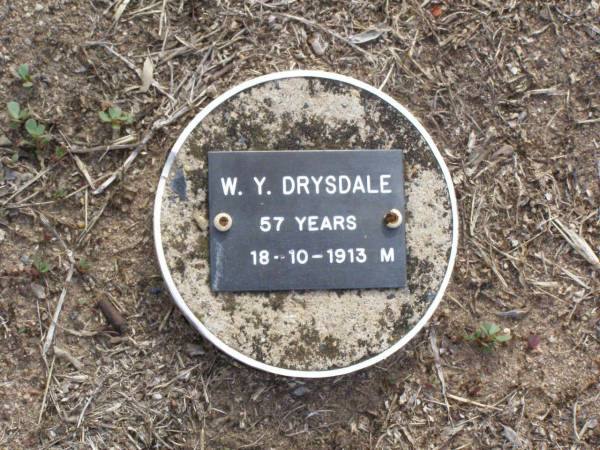 W. Y. DRYSDALE
57 YEARS
18-10-1913 M